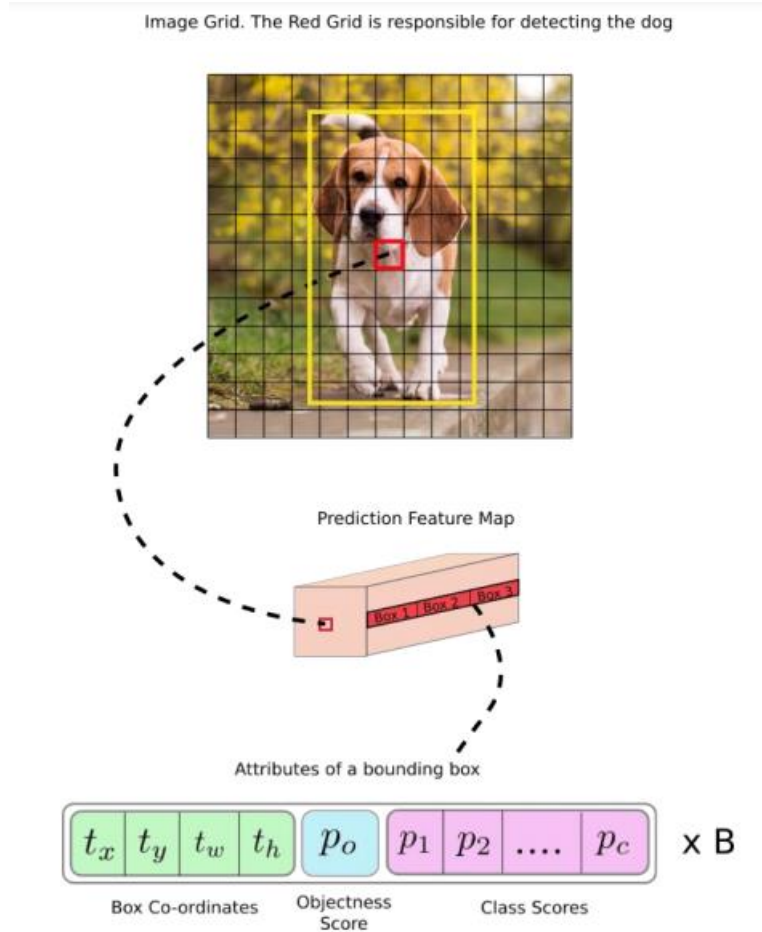 Image Grid. The Red Grid is responsible for detecting the dog
Prediction Feature Map
Box 1 Box 2 Box 3
Attributes of a bounding box
t_x t_y t_w t_h p_o p_1 p_2 .... p_c x B
Box Co-ordinates Objectness Score Class Scores